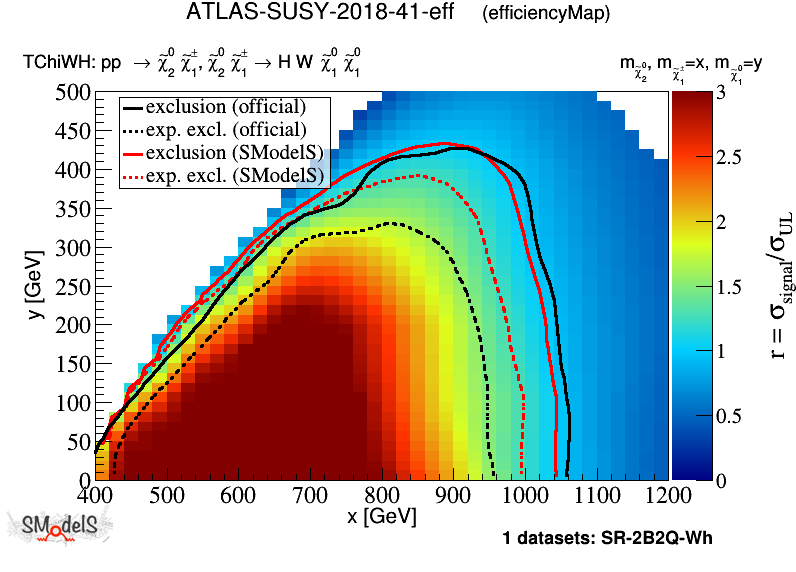 ATLAS-SUSY-2018-41-eff (efficiencyMap)
TChiWH: pp → χ̃⁰₂ χ̃±₁, χ̃⁰₂ χ̃±₁ → H W χ̃⁰₁ χ̃⁰₁
m_χ̃⁰₂, m_χ̃±₁=x, m_χ̃⁰₁=y
exclusion (official)
exp. excl. (official)
exclusion (SModelS)
exp. excl. (SModelS)
500
450
400
350
300
250
200
150
100
50
0
y [GeV]
400 500 600 700 800 900 1000 1100 1200
x [GeV]
3
2.5
2
1.5
1
0.5
0
r = σ_signal/σ_UL
SModelS
1 datasets: SR-2B2Q-Wh